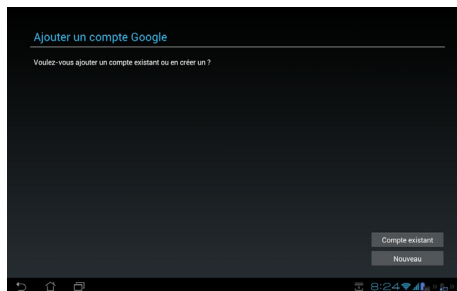 Ajouter un compte Google
Voulez-vous ajouter un compte existant ou en créer un ?
Compte existant
Nouveau
8:24